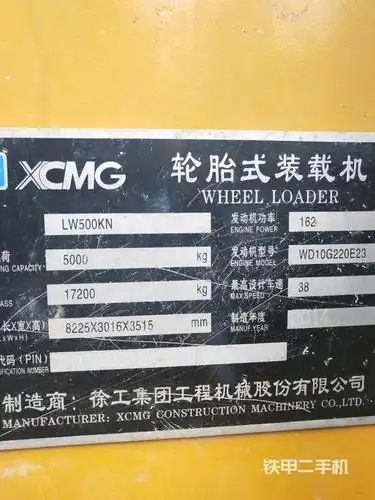 XCMG 轮胎式装载机
WHEEL LOADER
LW500KN 发动机功率 162
ENGINE POWER
荷 5000 kg 发动机型号 WD10G220E23
ING CAPACITY ENGINE MODEL
17200 kg 最高设计车速 38
ASS MAX.SPEED
长X宽X高) 8225X3016X3515 mm 制造年度
LxWxH) MANUF.YEAR
代码(PIN)
IFICATION NUMBER
制造商:徐工集团工程机械股份有限公司
MANUFACTURER: XCMG CONSTRUCTION MACHINERY CO.,LTD.
铁甲二手机